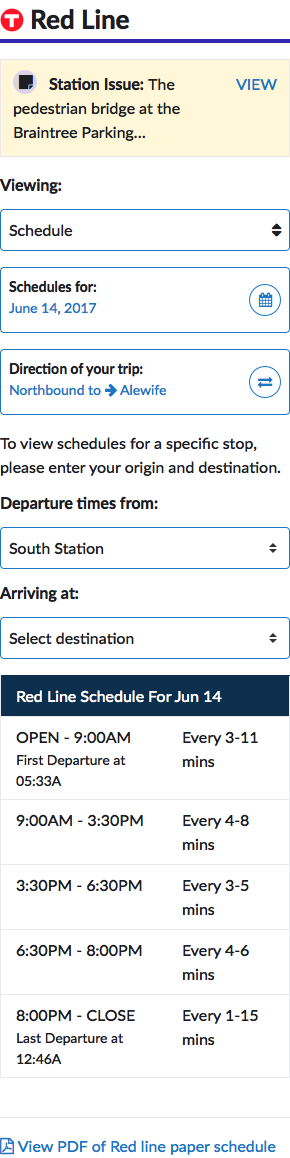 T Red Line
Station Issue: The VIEW
pedestrian bridge at the
Braintree Parking...
Viewing:
Schedule
Schedules for:
June 14, 2017
Direction of your trip:
Northbound to → Alewife
To view schedules for a specific stop,
please enter your origin and destination.
Departure times from:
South Station
Arriving at:
Select destination
Red Line Schedule For Jun 14
OPEN - 9:00AM Every 3-11
First Departure at mins
05:33A
9:00AM - 3:30PM Every 4-8
mins
3:30PM - 6:30PM Every 3-5
mins
6:30PM - 8:00PM Every 4-6
mins
8:00PM - CLOSE Every 1-15
Last Departure at mins
12:46A
View PDF of Red line paper schedule